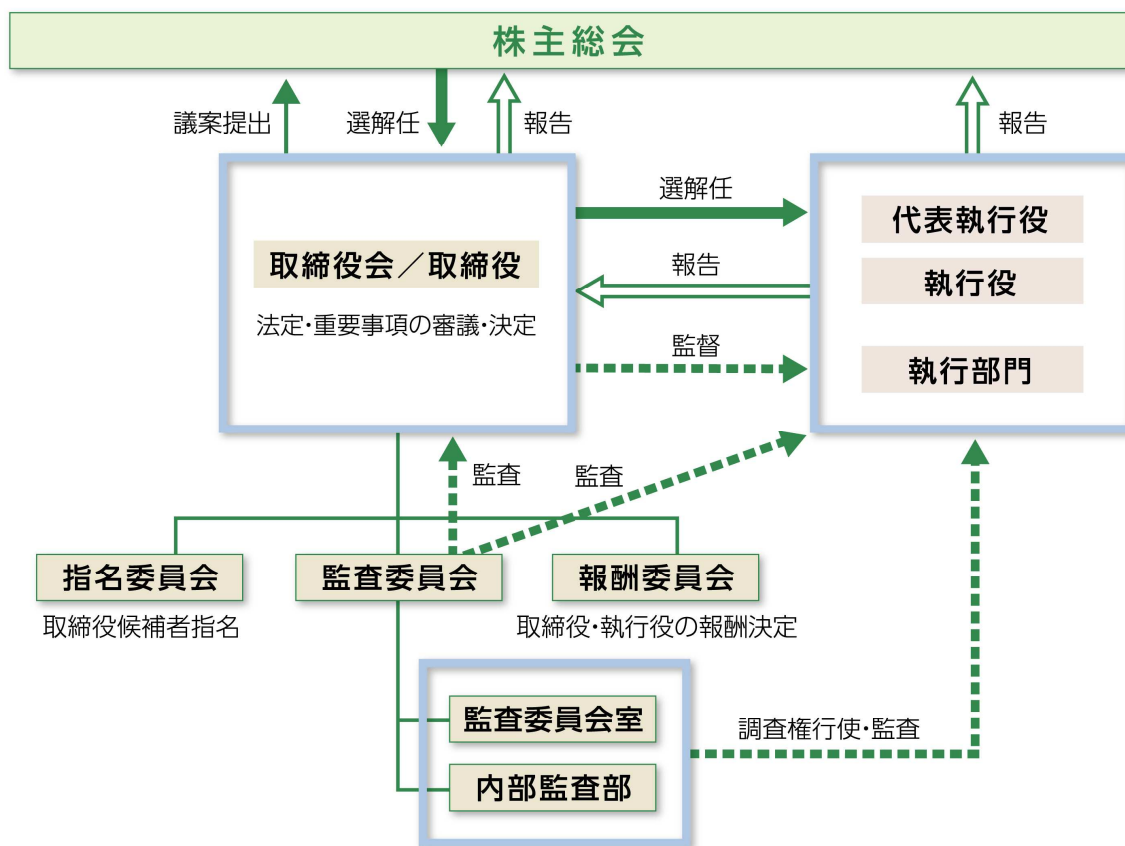 株主総会
議案提出
選解任
報告
報告
選解任
代表執行役
取締役会／取締役
報告
執行役
法定・重要事項の審議・決定
監督
執行部門
監査
監査
指名委員会
監査委員会
報酬委員会
取締役候補者指名
取締役・執行役の報酬決定
監査委員会室
調査権行使・監査
内部監査部